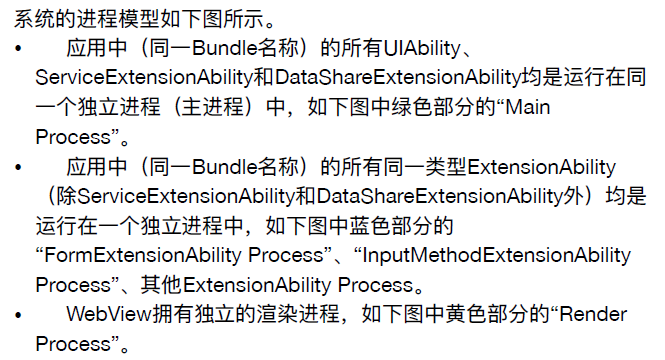 系统的进程模型如下图所示。
• 应用中（同一Bundle名称）的所有UIAbility、
ServiceExtensionAbility和DataShareExtensionAbility均是运行在同
一个独立进程（主进程）中，如下图中绿色部分的“Main
Process”。
• 应用中（同一Bundle名称）的所有同一类型ExtensionAbility
（除ServiceExtensionAbility和DataShareExtensionAbility外）均是
运行在一个独立进程中，如下图中蓝色部分的
“FormExtensionAbility Process”、“InputMethodExtensionAbility
Process”、其他ExtensionAbility Process。
• WebView拥有独立的渲染进程，如下图中黄色部分的“Render
Process”。